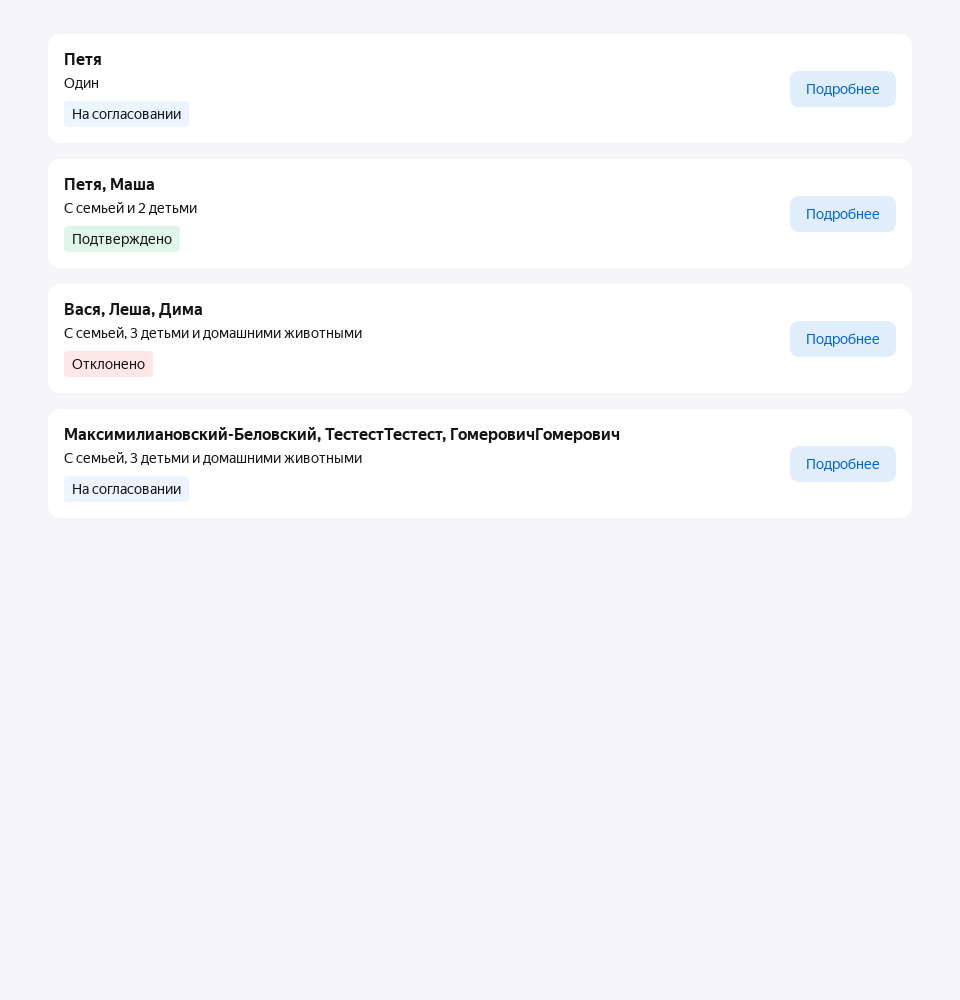 Петя
Один
На согласовании
Подробнее
Петя, Маша
С семьей и 2 детьми
Подтверждено
Подробнее
Вася, Леша, Дима
С семьей, 3 детьми и домашними животными
Отклонено
Подробнее
Максимилиановский-Беловский, ТестестТестест, ГомеровичГомерович
С семьей, 3 детьми и домашними животными
На согласовании
Подробнее